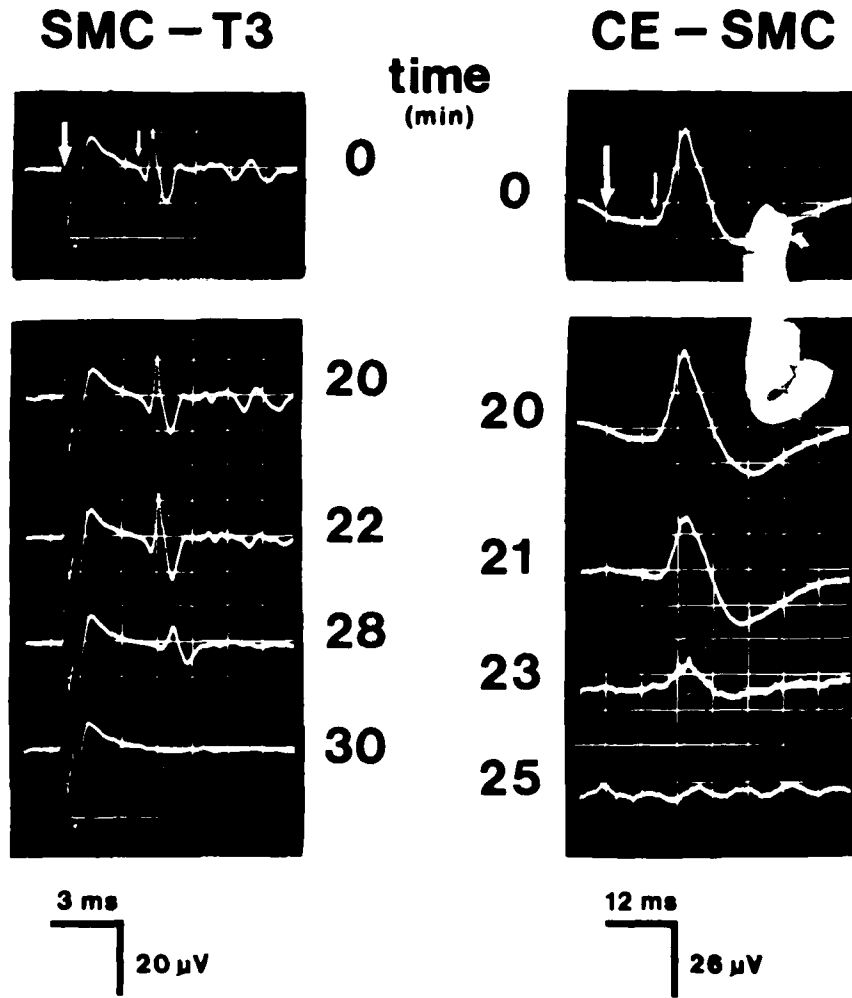 SMC – T3
CE – SMC
time
(min)
0
20
22
28
30
0
20
21
23
25
3 ms
20 µV
12 ms
26 µV